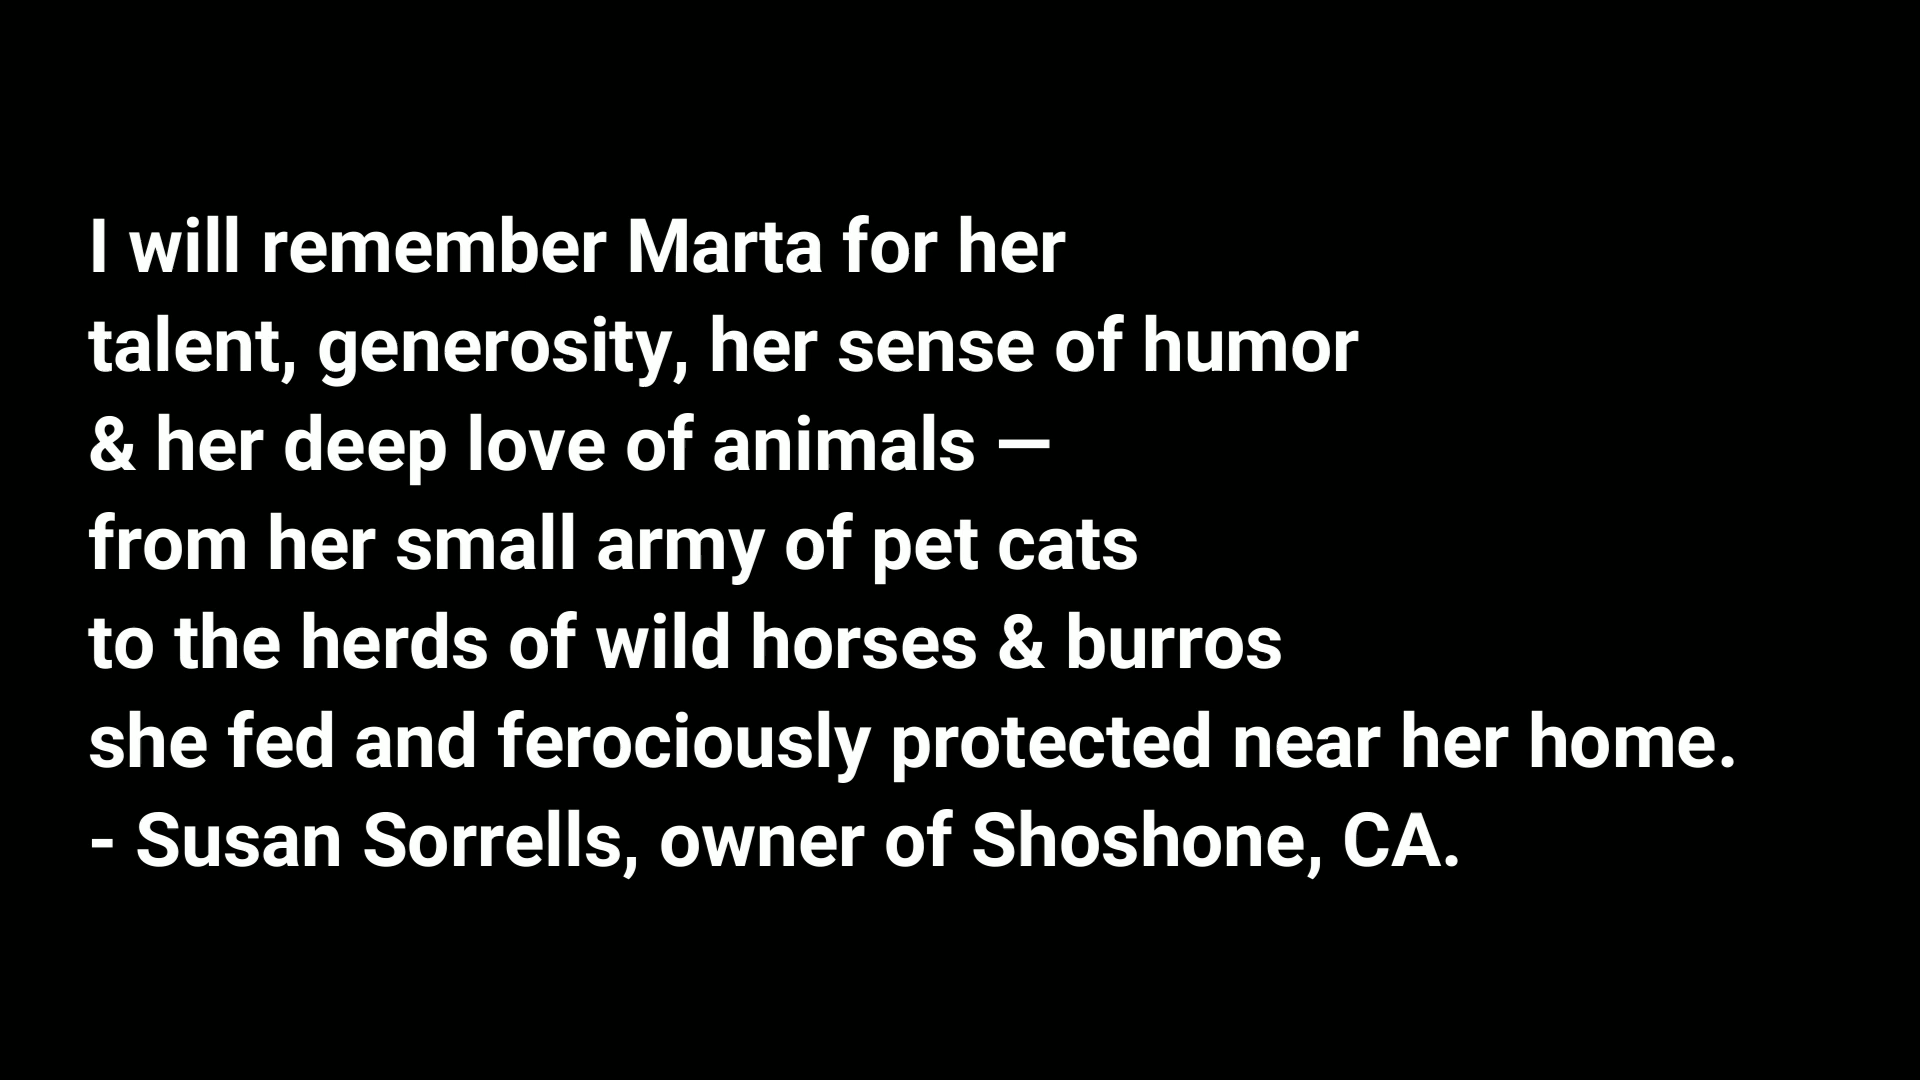 I will remember Marta for her
talent, generosity, her sense of humor
& her deep love of animals —
from her small army of pet cats
to the herds of wild horses & burros
she fed and ferociously protected near her home.
- Susan Sorrells, owner of Shoshone, CA.